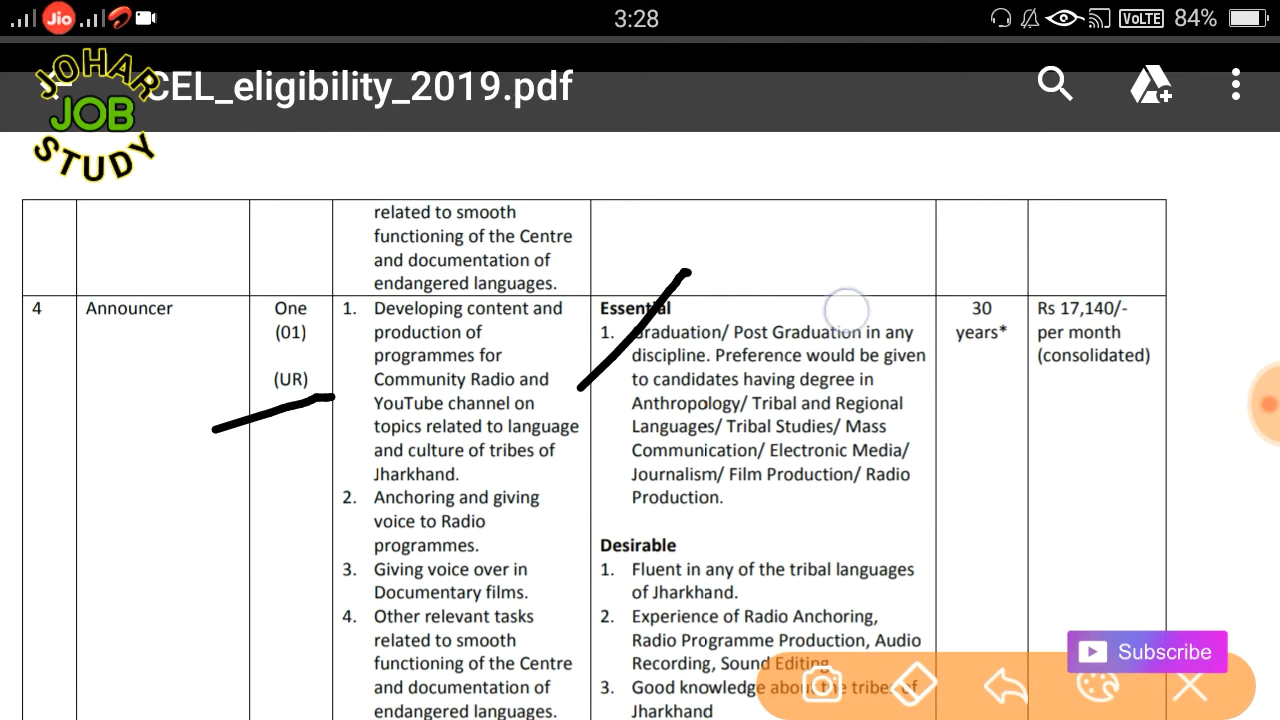 3:28
VoLTE
84%
Jio
CEL_eligibility_2019.pdf
JOHAR
JOB
STUDY
related to smooth
functioning of the Centre
and documentation of
endangered languages.
4
Announcer
One
(01)
(UR)
1. Developing content and
production of
programmes for
Community Radio and
YouTube channel on
topics related to language
and culture of tribes of
Jharkhand.
2. Anchoring and giving
voice to Radio
programmes.
3. Giving voice over in
Documentary films.
4. Other relevant tasks
related to smooth
functioning of the Centre
and documentation of
endangered languages.
Essential
1. Graduation/ Post Graduation in any
discipline. Preference would be given
to candidates having degree in
Anthropology/ Tribal and Regional
Languages/ Tribal Studies/ Mass
Communication/ Electronic Media/
Journalism/ Film Production/ Radio
Production.
Desirable
1. Fluent in any of the tribal languages
of Jharkhand.
2. Experience of Radio Anchoring,
Radio Programme Production, Audio
Recording, Sound Editing.
3. Good knowledge about the tribes of
Jharkhand
30
years*
Rs 17,140/-
per month
(consolidated)
Subscribe